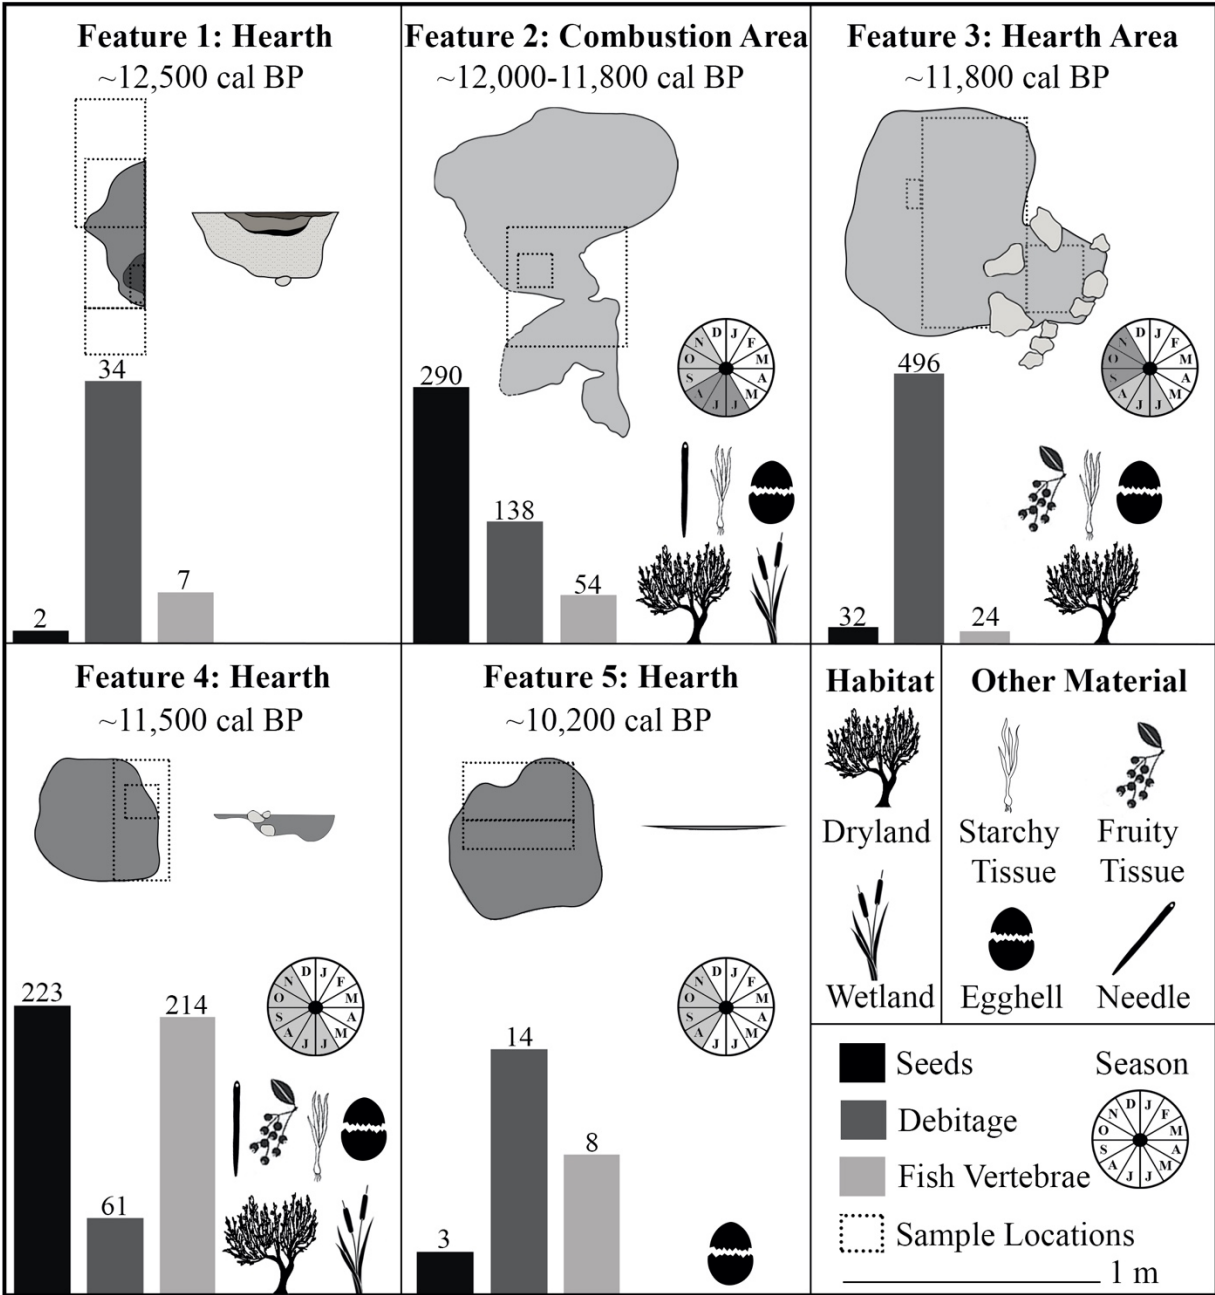 Feature 1: Hearth
~12,500 cal BP
34
7
2
Feature 2: Combustion Area
~12,000-11,800 cal BP
D J F M A M J J A S O N
290
138
54
Feature 3: Hearth Area
~11,800 cal BP
D J F M A M J J A S O N
496
32
24
Feature 4: Hearth
~11,500 cal BP
D J F M A M J J A S O N
223
214
61
Feature 5: Hearth
~10,200 cal BP
D J F M A M J J A S O N
14
8
3
Habitat
Dryland
Wetland
Other Material
Starchy
Tissue
Fruity
Tissue
Egghell
Needle
Seeds
Debitage
Fish Vertebrae
Sample Locations
Season
D J F M A M J J A S O N
1 m